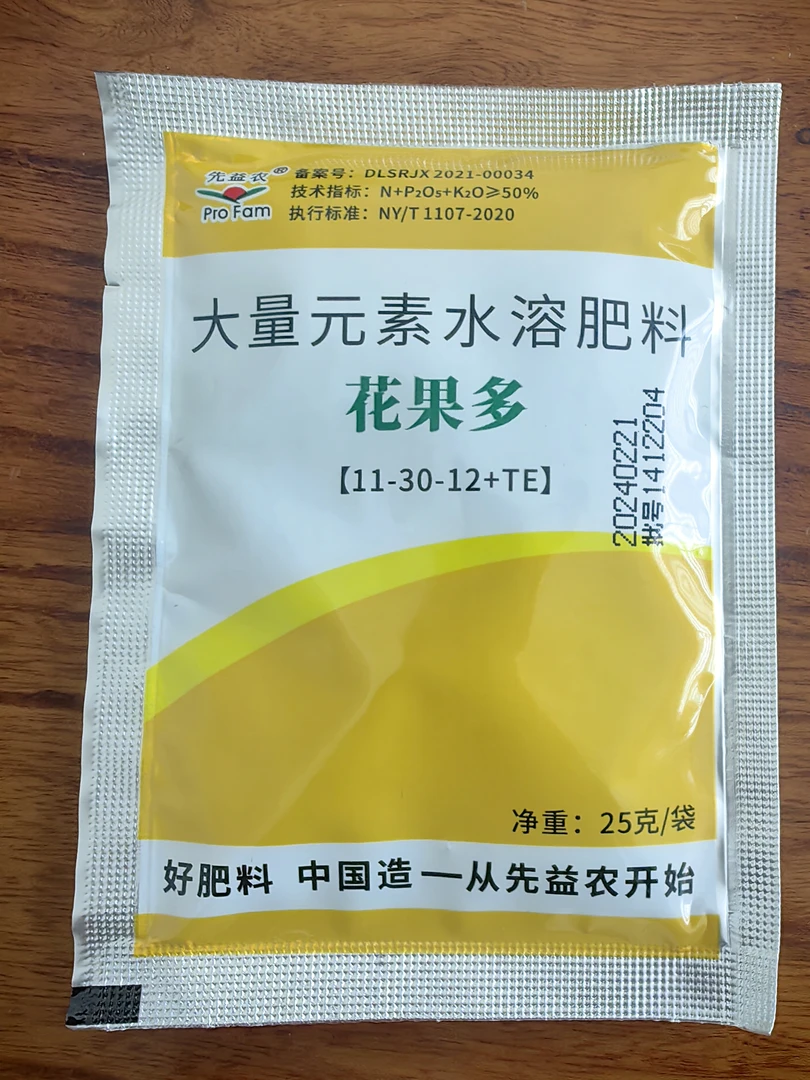 先益农®
Pro Fam
备案号：DLSRJX 2021-00034
技术指标：N+P₂O₅+K₂O≥50%
执行标准：NY/T 1107-2020
大量元素水溶肥料
花果多
【11-30-12+TE】
20240221
批号1412204
净重：25克/袋
好肥料 中国造——从先益农开始